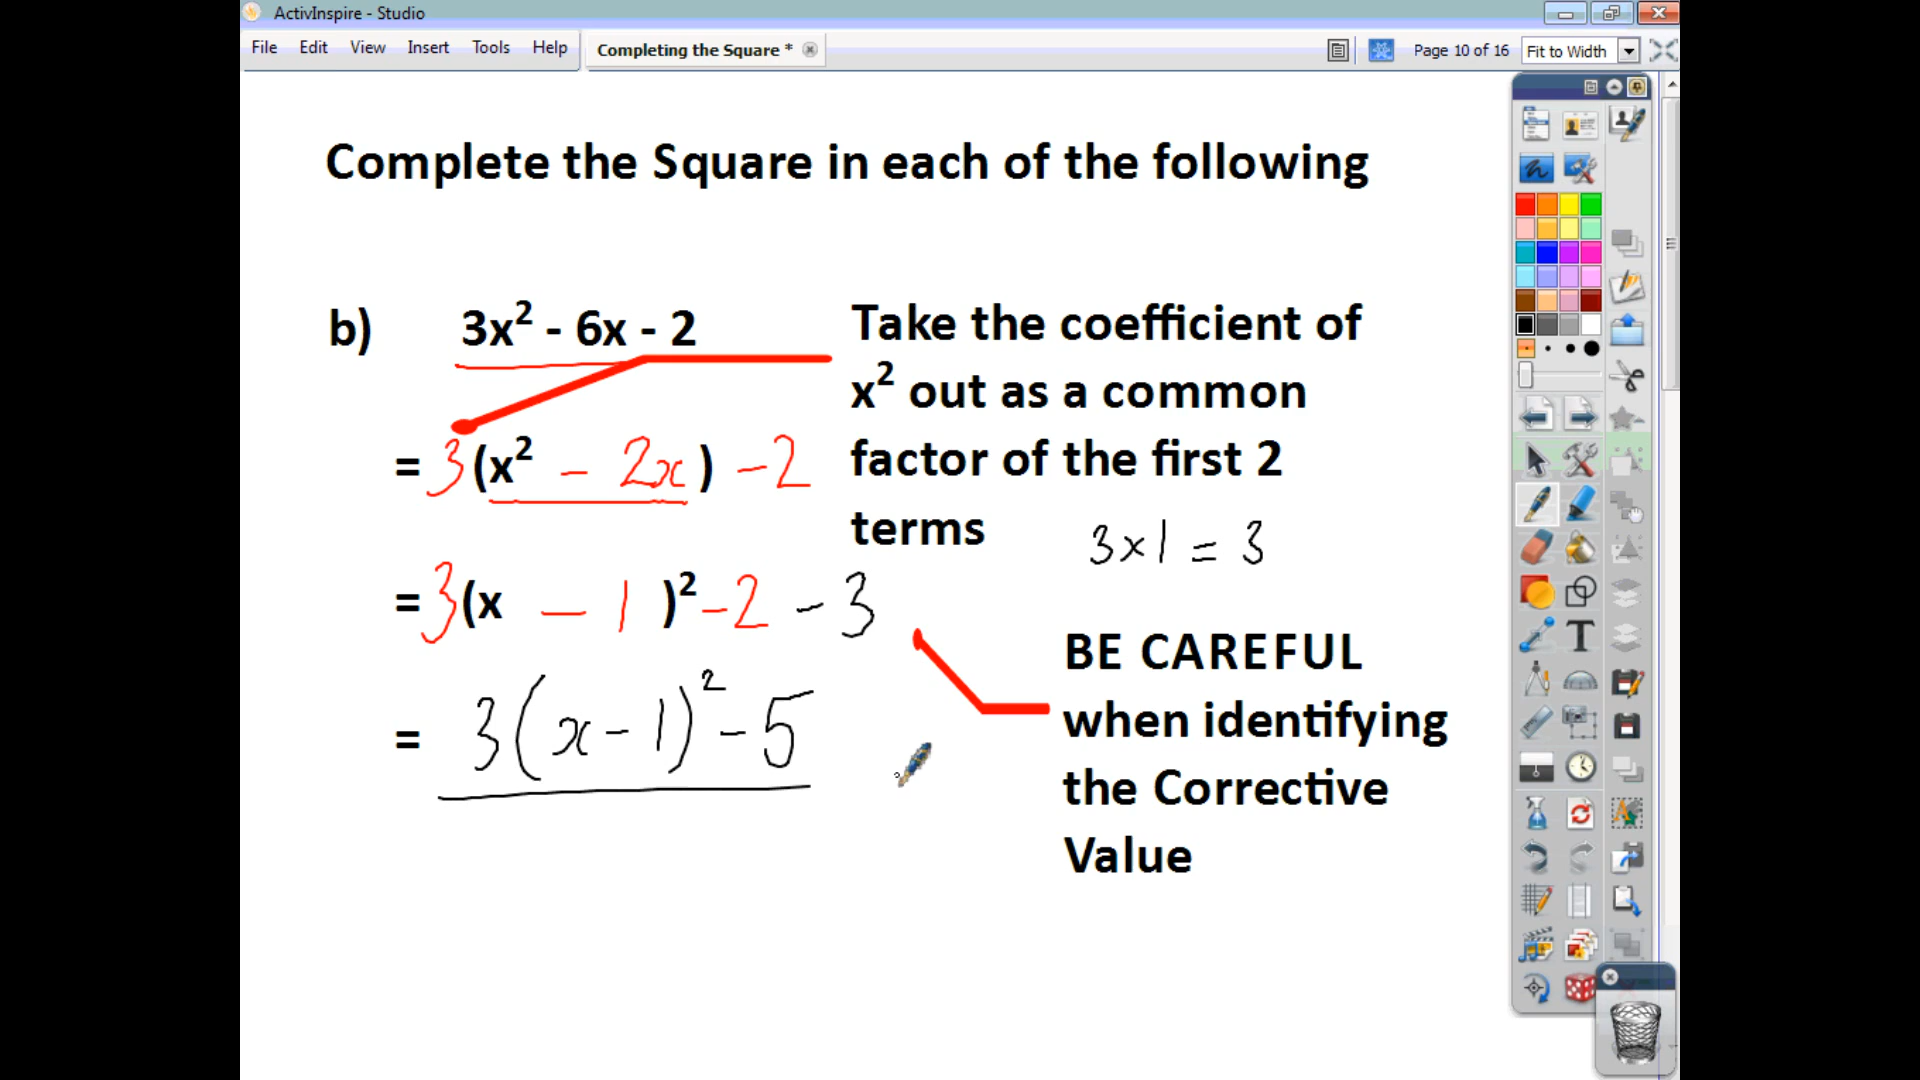 ActivInspire - Studio
File Edit View Insert Tools Help
Completing the Square *
Page 10 of 16
Fit to Width
Complete the Square in each of the following
b) 3x² - 6x - 2
= 3(x² - 2x) - 2
= 3(x - 1)² - 2 - 3
= 3(x - 1)² - 5
Take the coefficient of
x² out as a common
factor of the first 2
terms
3 x 1 = 3
BE CAREFUL
when identifying
the Corrective
Value